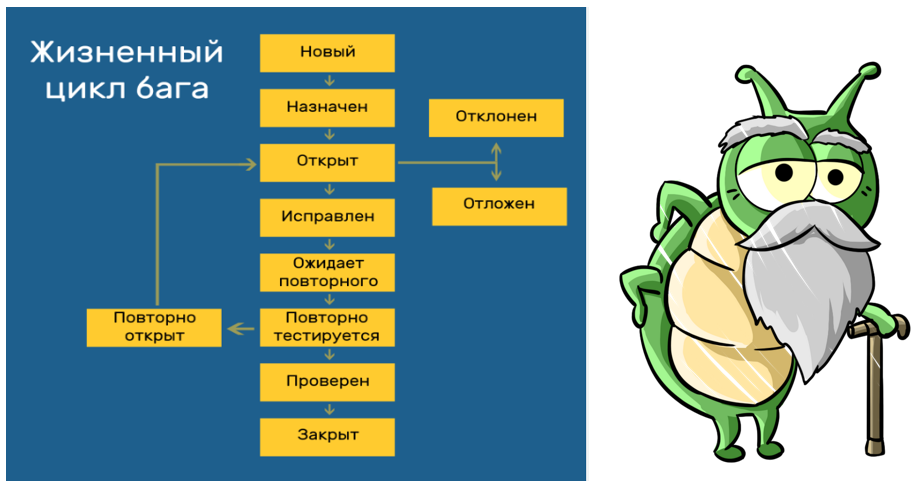 Жизненный
цикл бага
Новый
Назначен
Отклонен
Открыт
Отложен
Исправлен
Ожидает
повторного
Повторно
открыт
Повторно
тестируется
Проверен
Закрыт